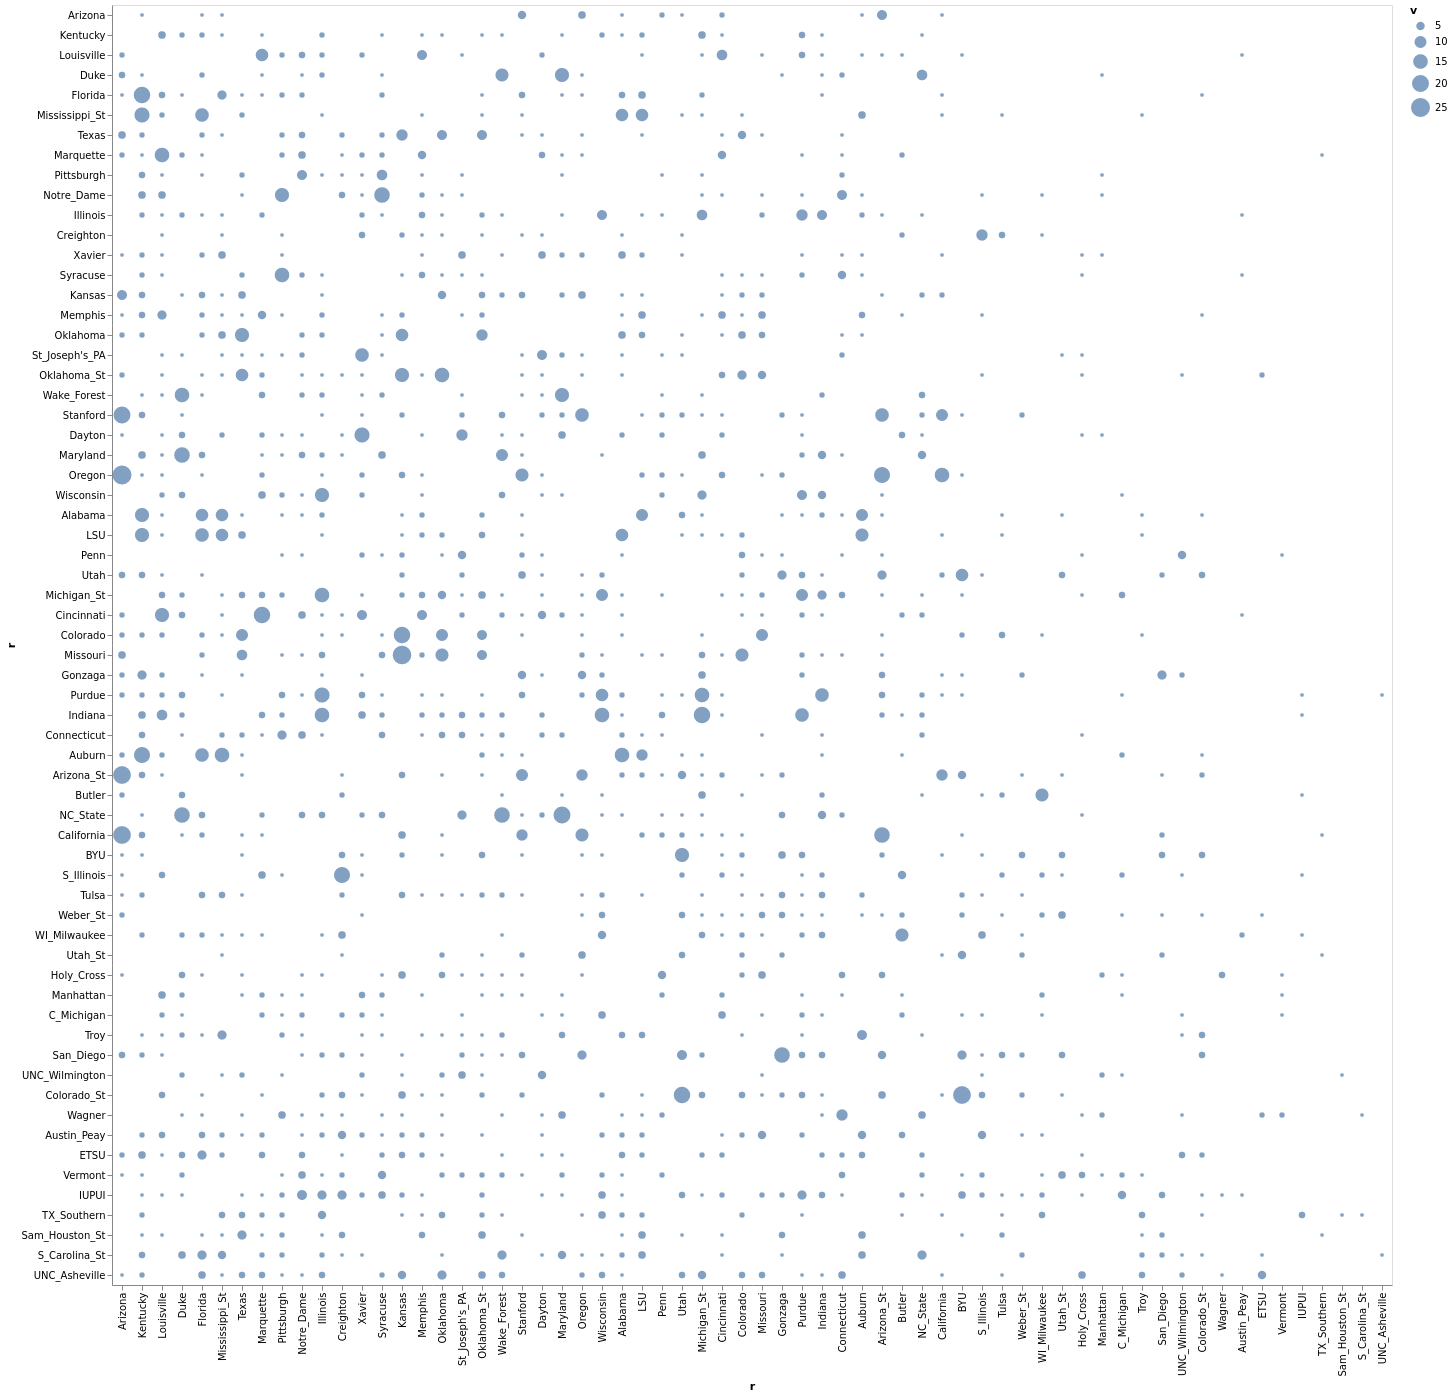 Arizona
Kentucky
Louisville
Duke
Florida
Mississippi_St
Texas
Marquette
Pittsburgh
Notre_Dame
Illinois
Creighton
Xavier
Syracuse
Kansas
Memphis
Oklahoma
St_Joseph's_PA
Oklahoma_St
Wake_Forest
Stanford
Dayton
Maryland
Oregon
Wisconsin
Alabama
LSU
Penn
Utah
Michigan_St
Cincinnati
Colorado
Missouri
Gonzaga
Purdue
Indiana
Connecticut
Auburn
Arizona_St
Butler
NC_State
California
BYU
S_Illinois
Tulsa
Weber_St
WI_Milwaukee
Utah_St
Holy_Cross
Manhattan
C_Michigan
Troy
San_Diego
UNC_Wilmington
Colorado_St
Wagner
Austin_Peay
ETSU
Vermont
IUPUI
TX_Southern
Sam_Houston_St
S_Carolina_St
UNC_Asheville
r
Arizona
Kentucky
Louisville
Duke
Florida
Mississippi_St
Texas
Marquette
Pittsburgh
Notre_Dame
Illinois
Creighton
Xavier
Syracuse
Kansas
Memphis
Oklahoma
St_Joseph's_PA
Oklahoma_St
Wake_Forest
Stanford
Dayton
Maryland
Oregon
Wisconsin
Alabama
LSU
Penn
Utah
Michigan_St
Cincinnati
Colorado
Missouri
Gonzaga
Purdue
Indiana
Connecticut
Auburn
Arizona_St
Butler
NC_State
California
BYU
S_Illinois
Tulsa
Weber_St
WI_Milwaukee
Utah_St
Holy_Cross
Manhattan
C_Michigan
Troy
San_Diego
UNC_Wilmington
Colorado_St
Wagner
Austin_Peay
ETSU
Vermont
IUPUI
TX_Southern
Sam_Houston_St
S_Carolina_St
UNC_Asheville
r
v
5
10
15
20
25